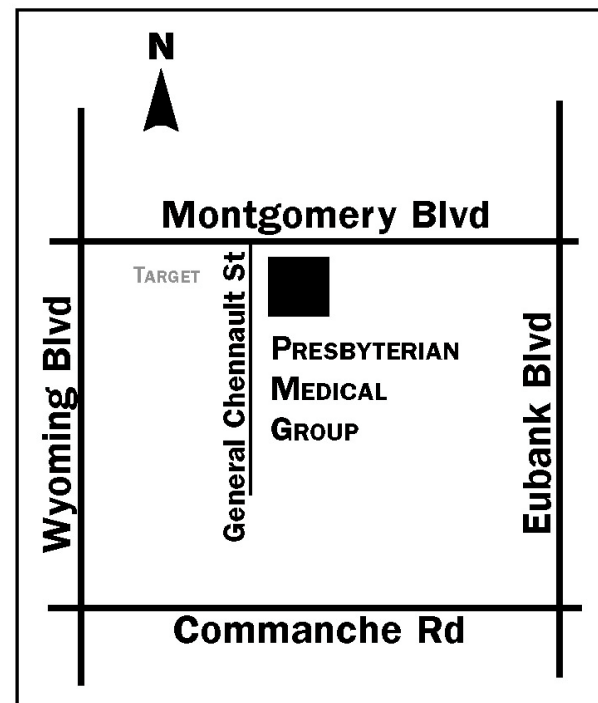 N
Montgomery Blvd
TARGET
General Chennault St
PRESBYTERIAN
MEDICAL
GROUP
Wyoming Blvd
Eubank Blvd
Commanche Rd